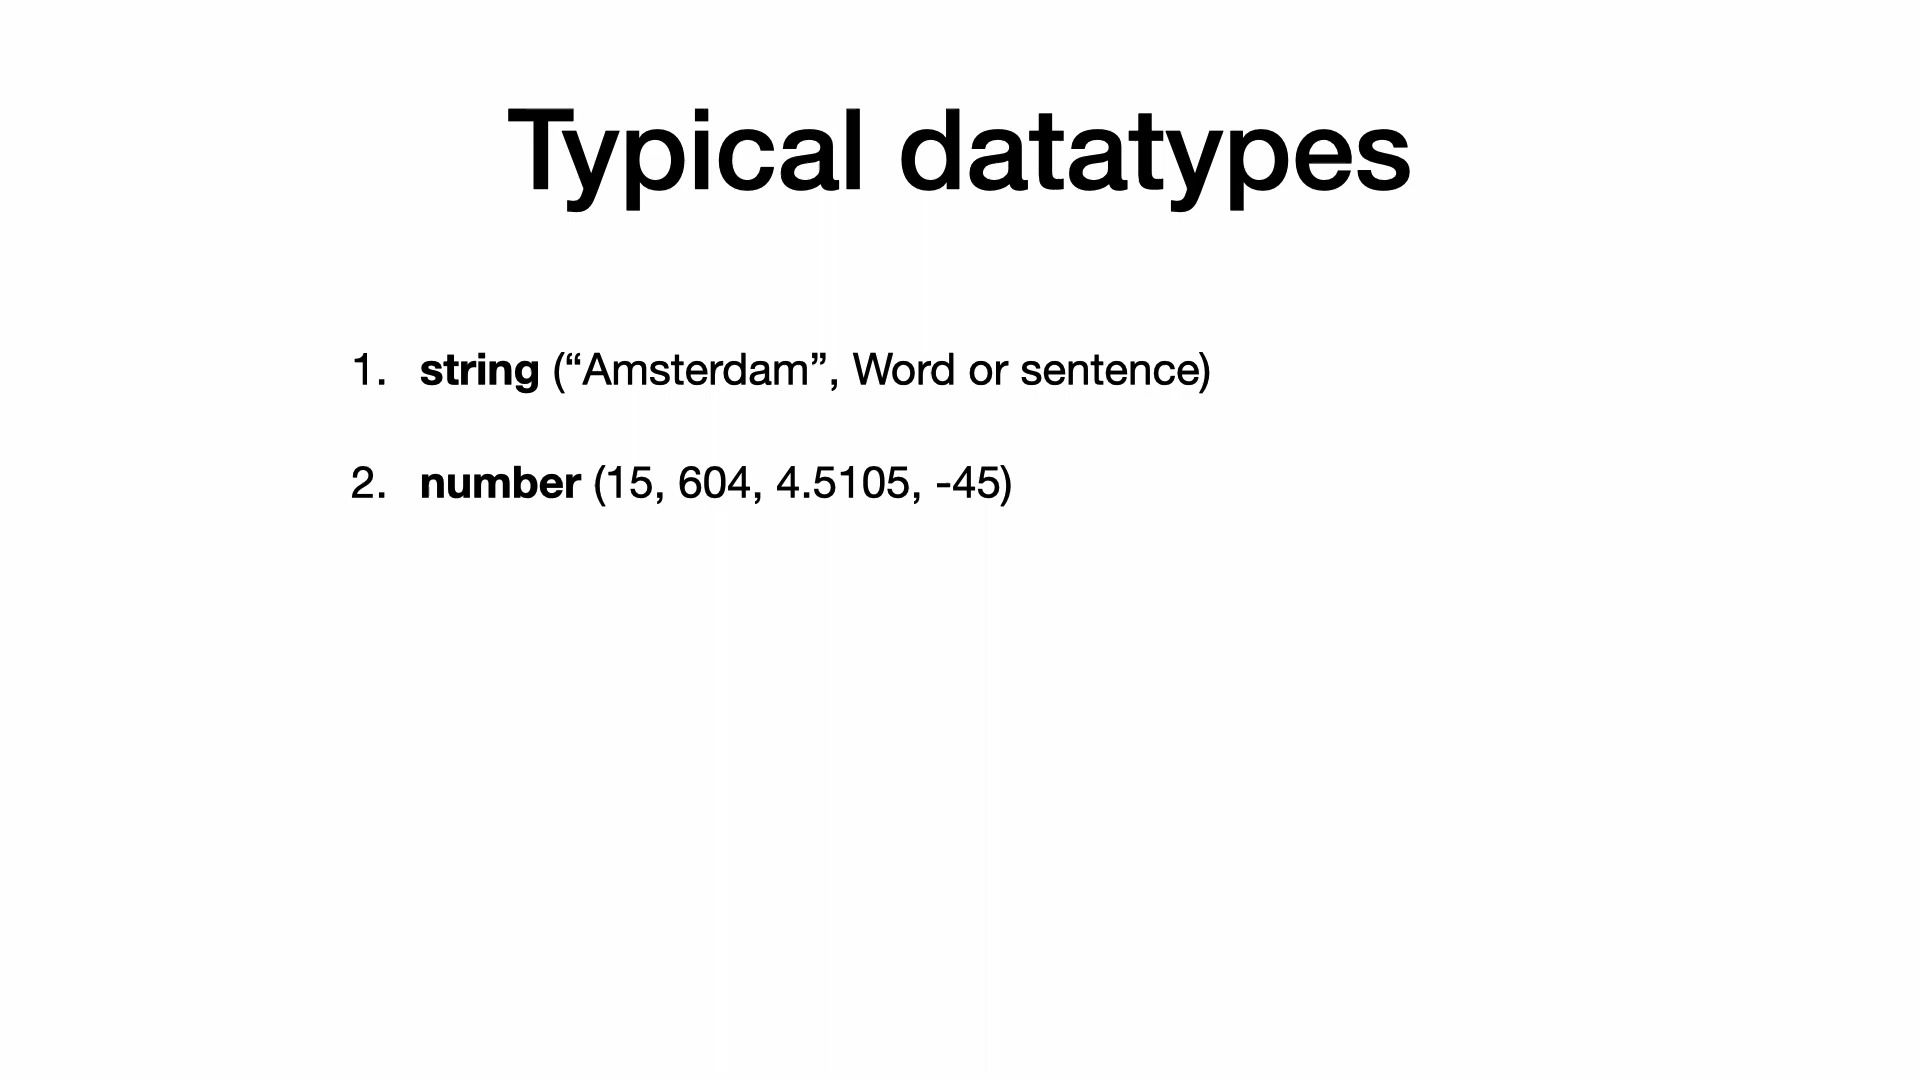 Typical datatypes
1. string (“Amsterdam”, Word or sentence)
2. number (15, 604, 4.5105, -45)